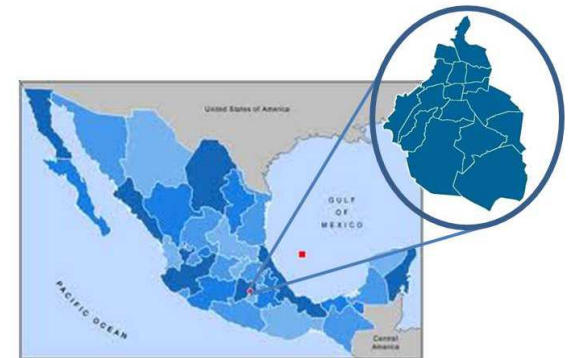 United States of America
GULF
OF
MEXICO
PACIFIC OCEAN
Central
America